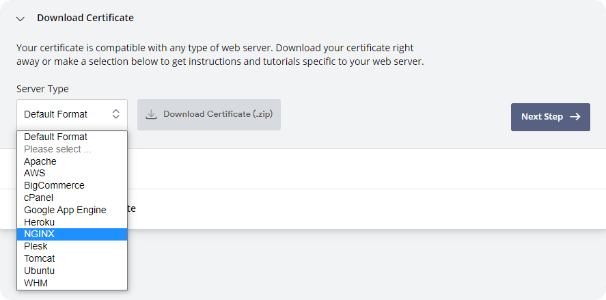 Download Certificate
Your certificate is compatible with any type of web server. Download your certificate right
away or make a selection below to get instructions and tutorials specific to your web server.
Server Type
Default Format
Download Certificate (.zip)
Next Step
Default Format
Please select ...
Apache
AWS
BigCommerce
cPanel
Google App Engine
Heroku
NGINX
Plesk
Tomcat
Ubuntu
WHM